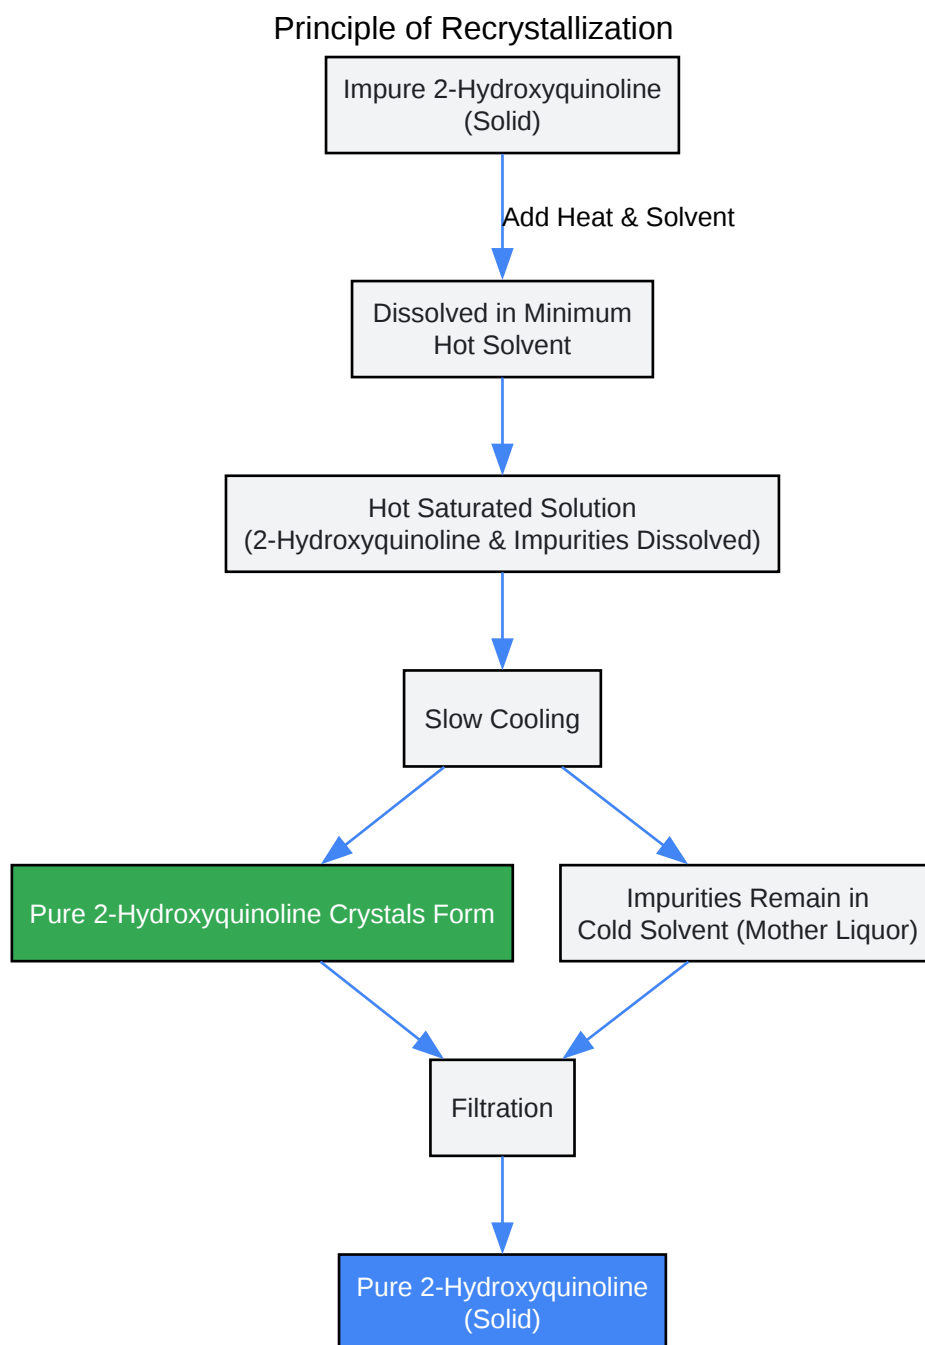 Principle of Recrystallization
Impure 2-Hydroxyquinoline
(Solid)
Add Heat & Solvent
Dissolved in Minimum
Hot Solvent
Hot Saturated Solution
(2-Hydroxyquinoline & Impurities Dissolved)
Slow Cooling
Pure 2-Hydroxyquinoline Crystals Form
Impurities Remain in
Cold Solvent (Mother Liquor)
Filtration
Pure 2-Hydroxyquinoline
(Solid)